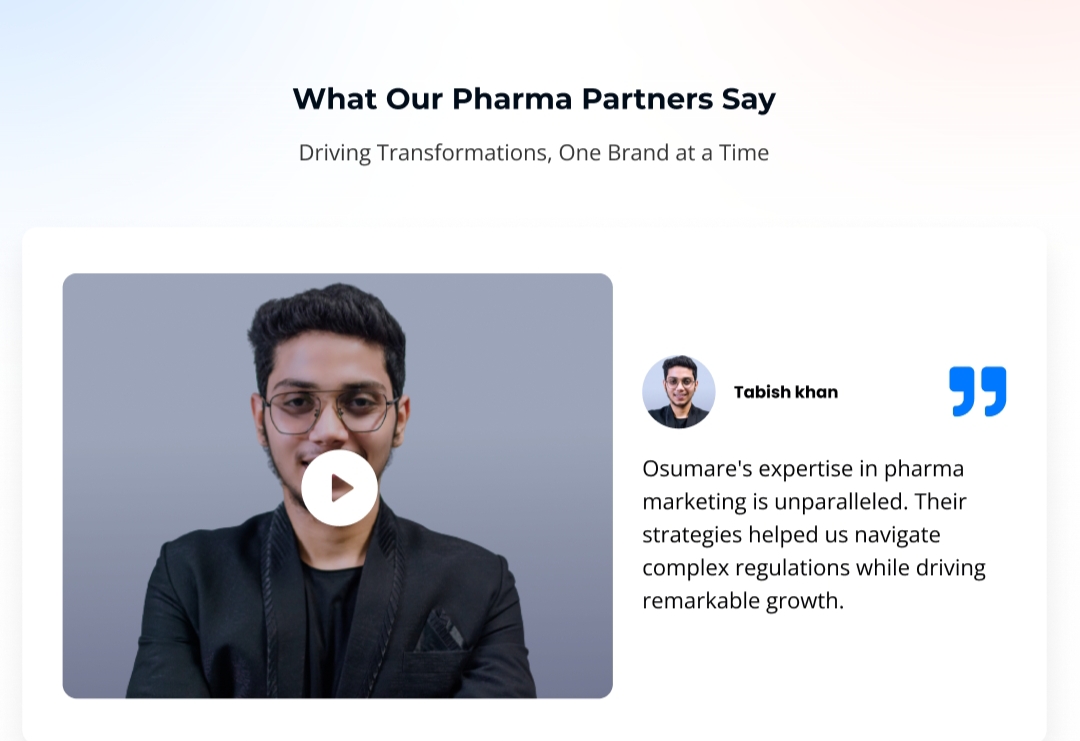 What Our Pharma Partners Say
Driving Transformations, One Brand at a Time
Tabish khan
Osumare's expertise in pharma
marketing is unparalleled. Their
strategies helped us navigate
complex regulations while driving
remarkable growth.